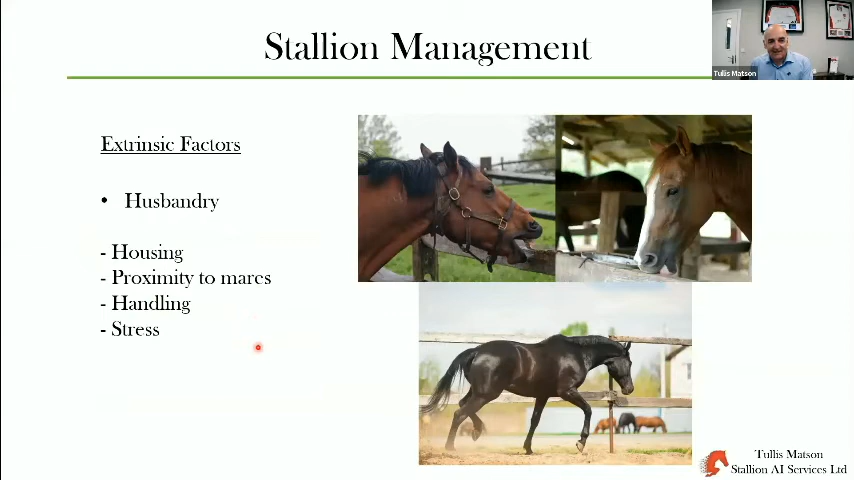 Stallion Management
Tullis Matson
Extrinsic Factors
• Husbandry
- Housing
- Proximity to mares
- Handling
- Stress
Tullis Matson
Stallion AI Services Ltd